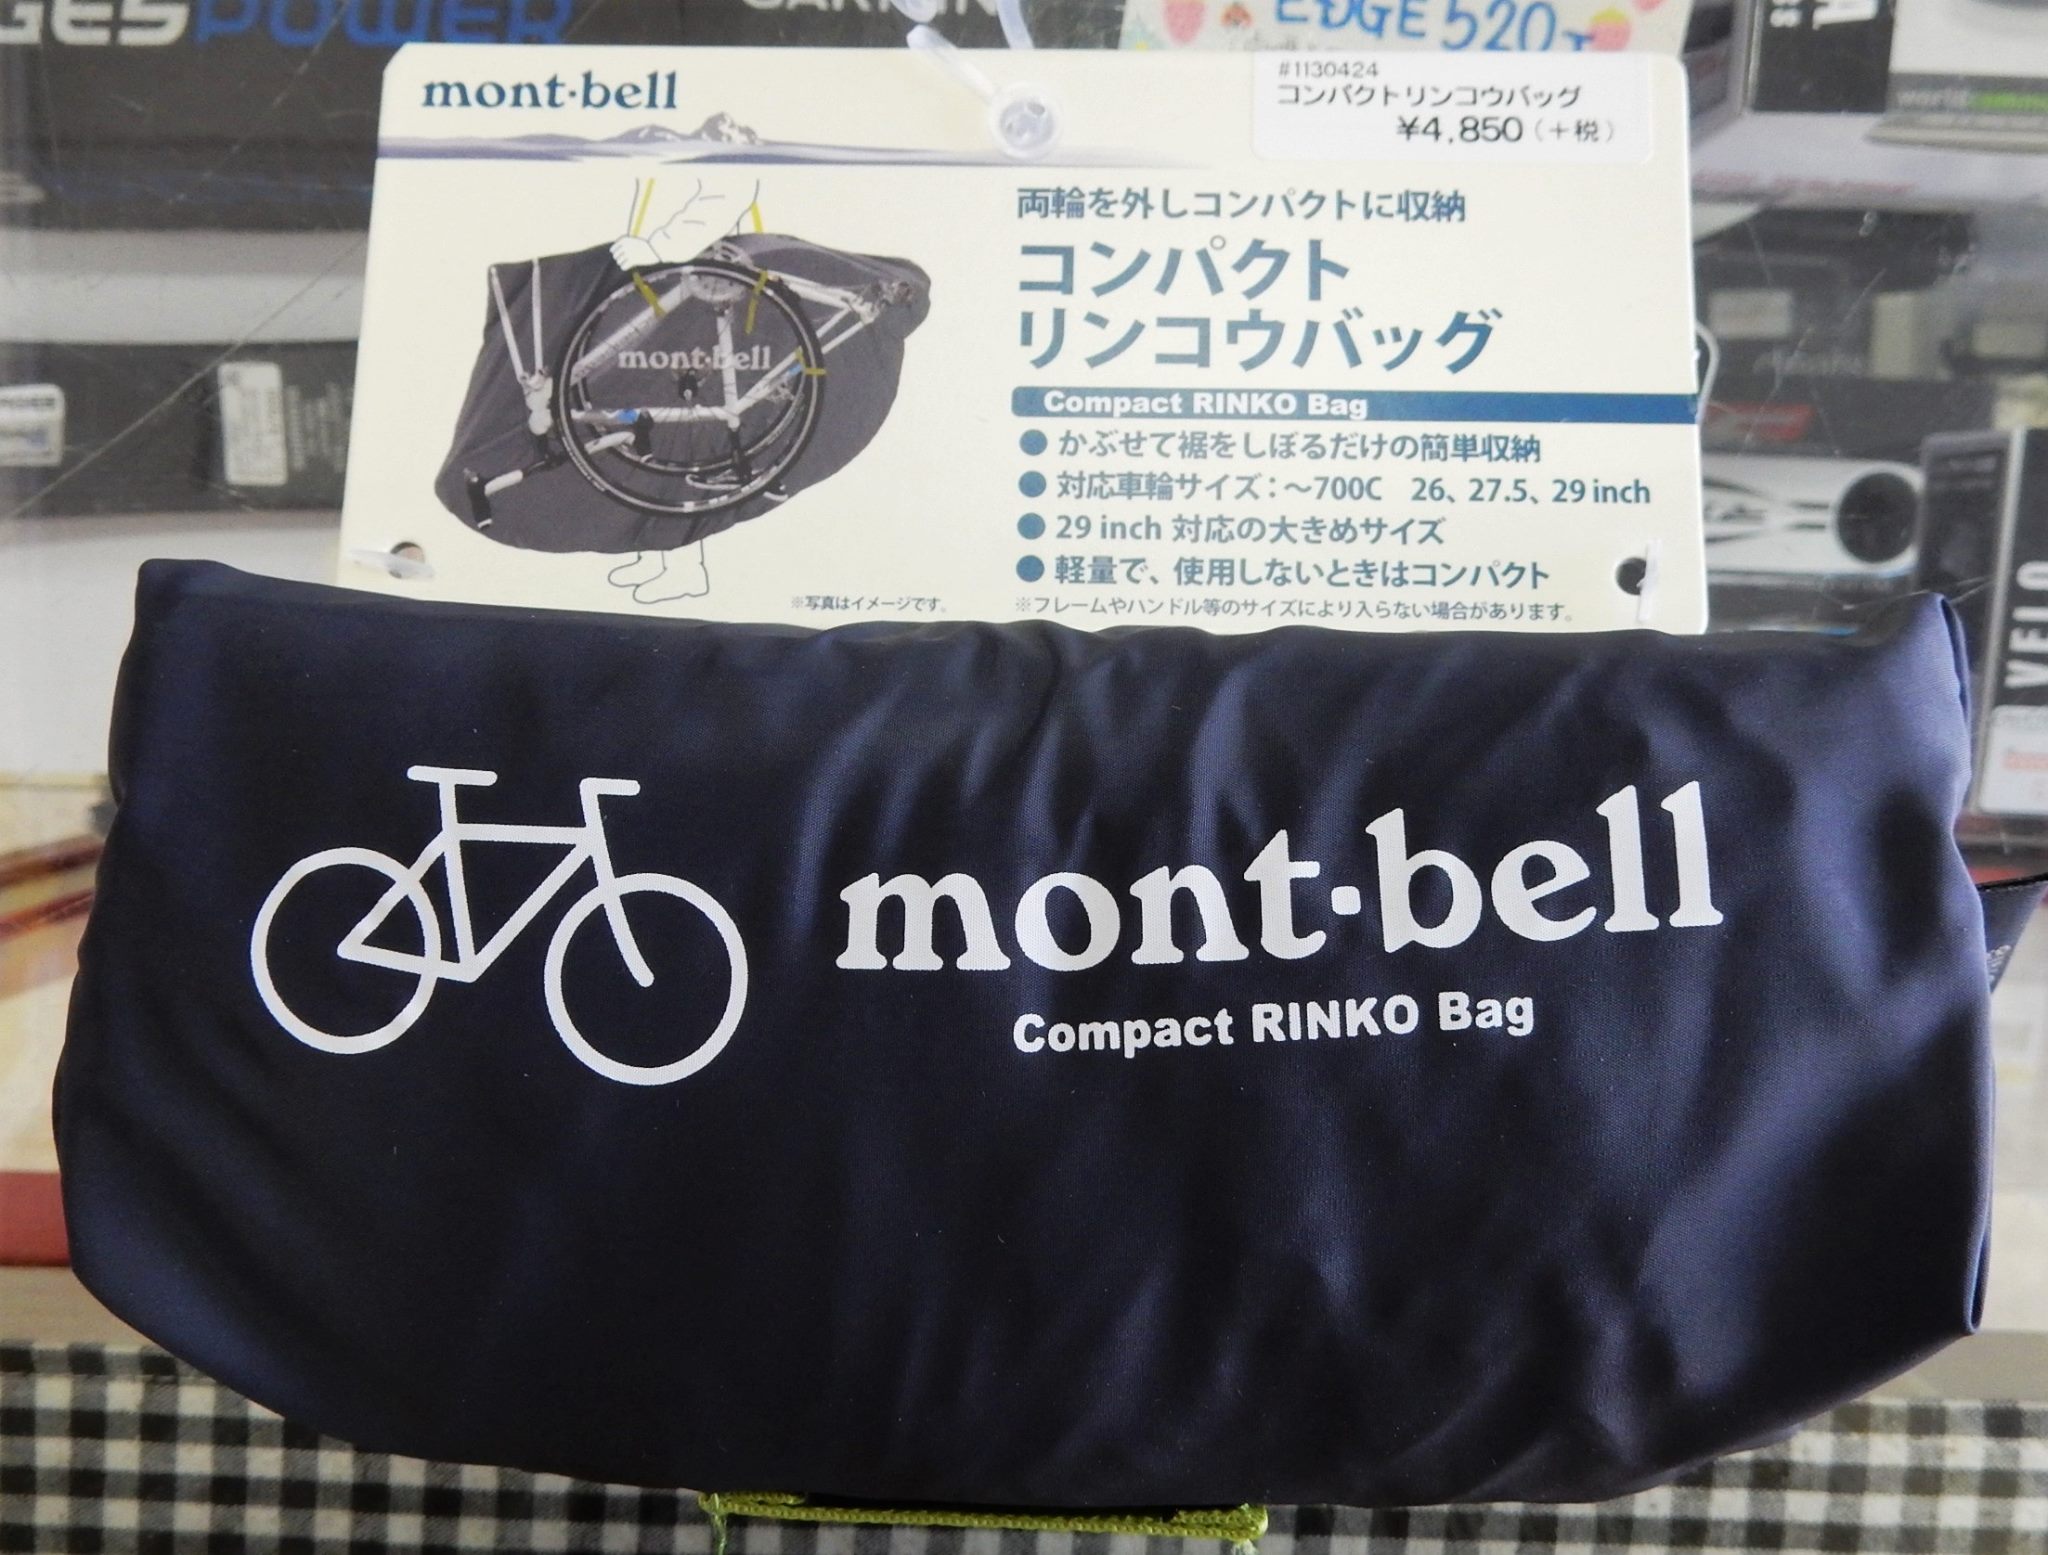 GESPOWER
EDGE 520J
mont·bell
#1130424
コンパクトリンコウバッグ
¥4,850(+税)
両輪を外しコンパクトに収納
コンパクト
リンコウバッグ
Compact RINKO Bag
● かぶせて裾をしぼるだけの簡単収納
● 対応車輪サイズ：～700C 26、27.5、29 inch
● 29 inch 対応の大きめサイズ
● 軽量で、使用しないときはコンパクト
mont·bell
※写真はイメージです。
※フレームやハンドル等のサイズにより入らない場合があります。
VELO
mont·bell
Compact RINKO Bag